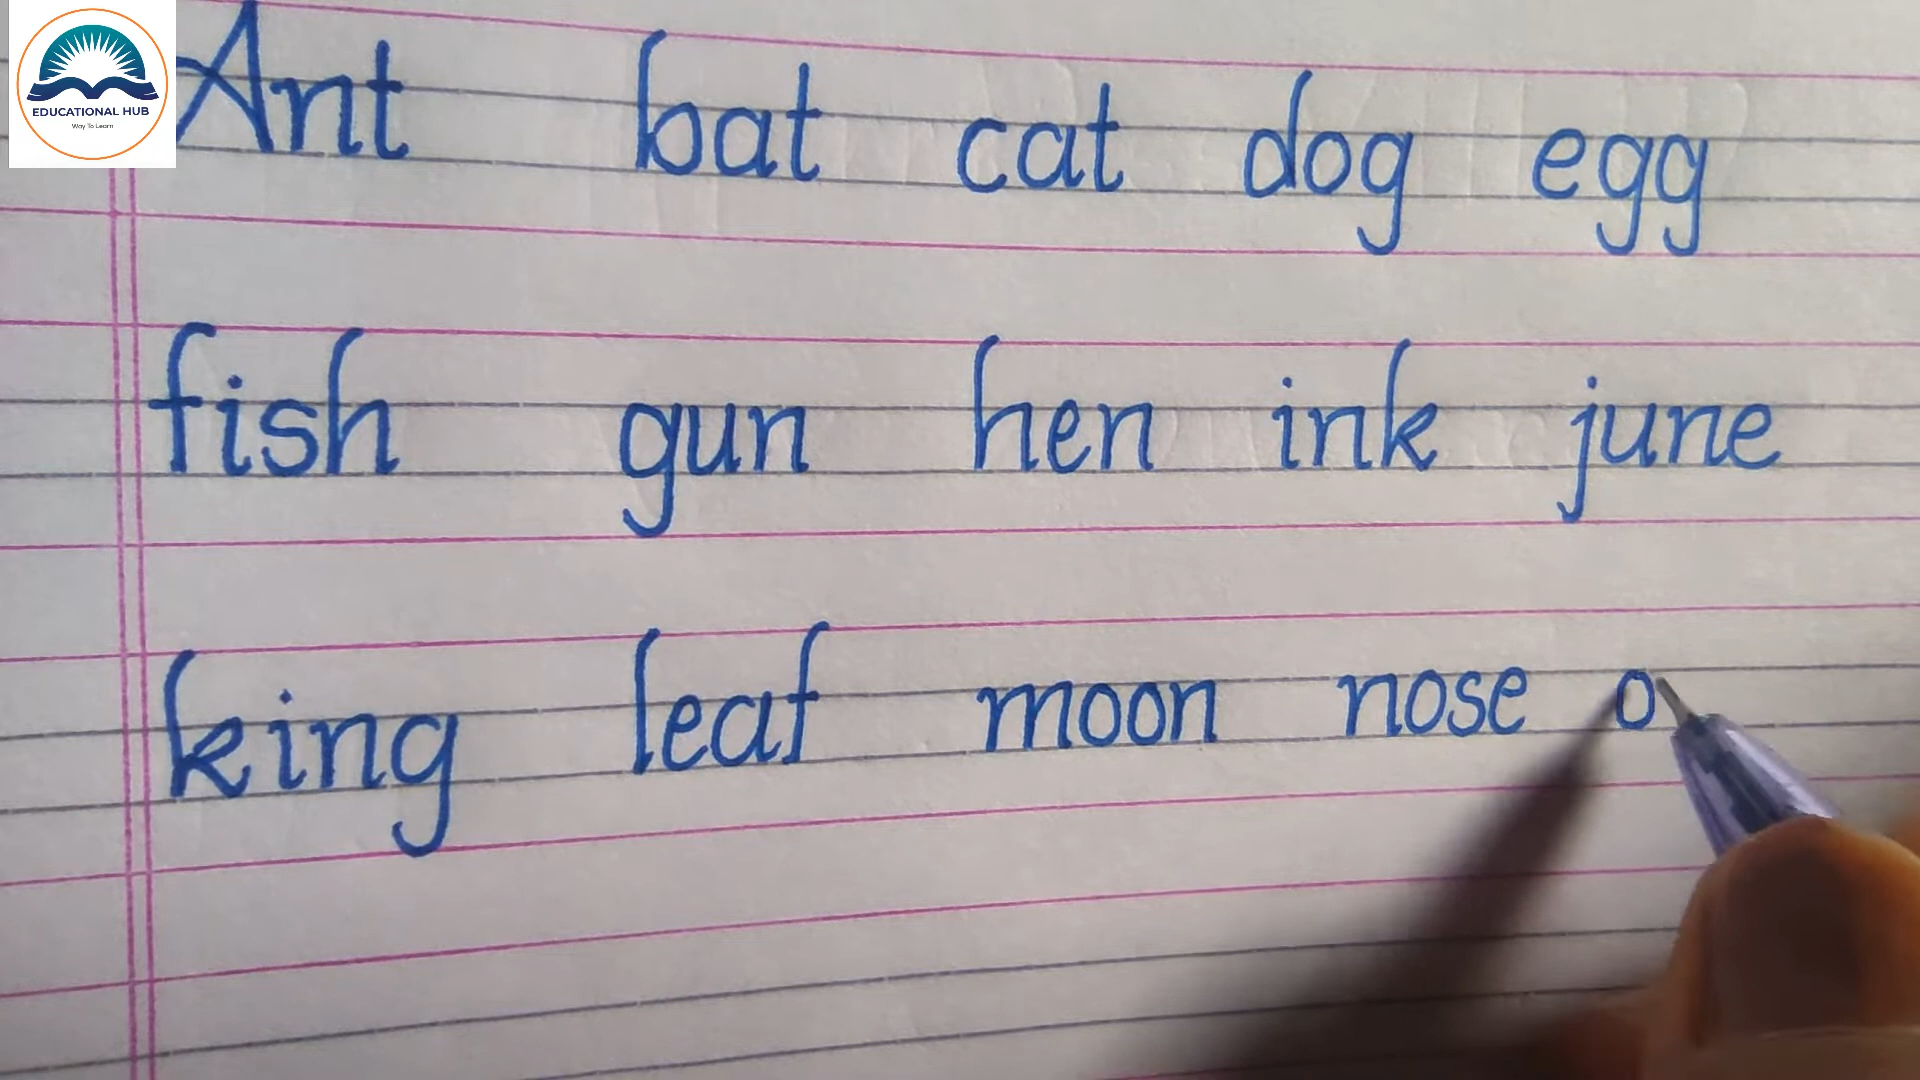 EDUCATIONAL HUB
Way To Learn
Ant bat cat dog egg
fish gun hen ink june
king leaf moon nose o